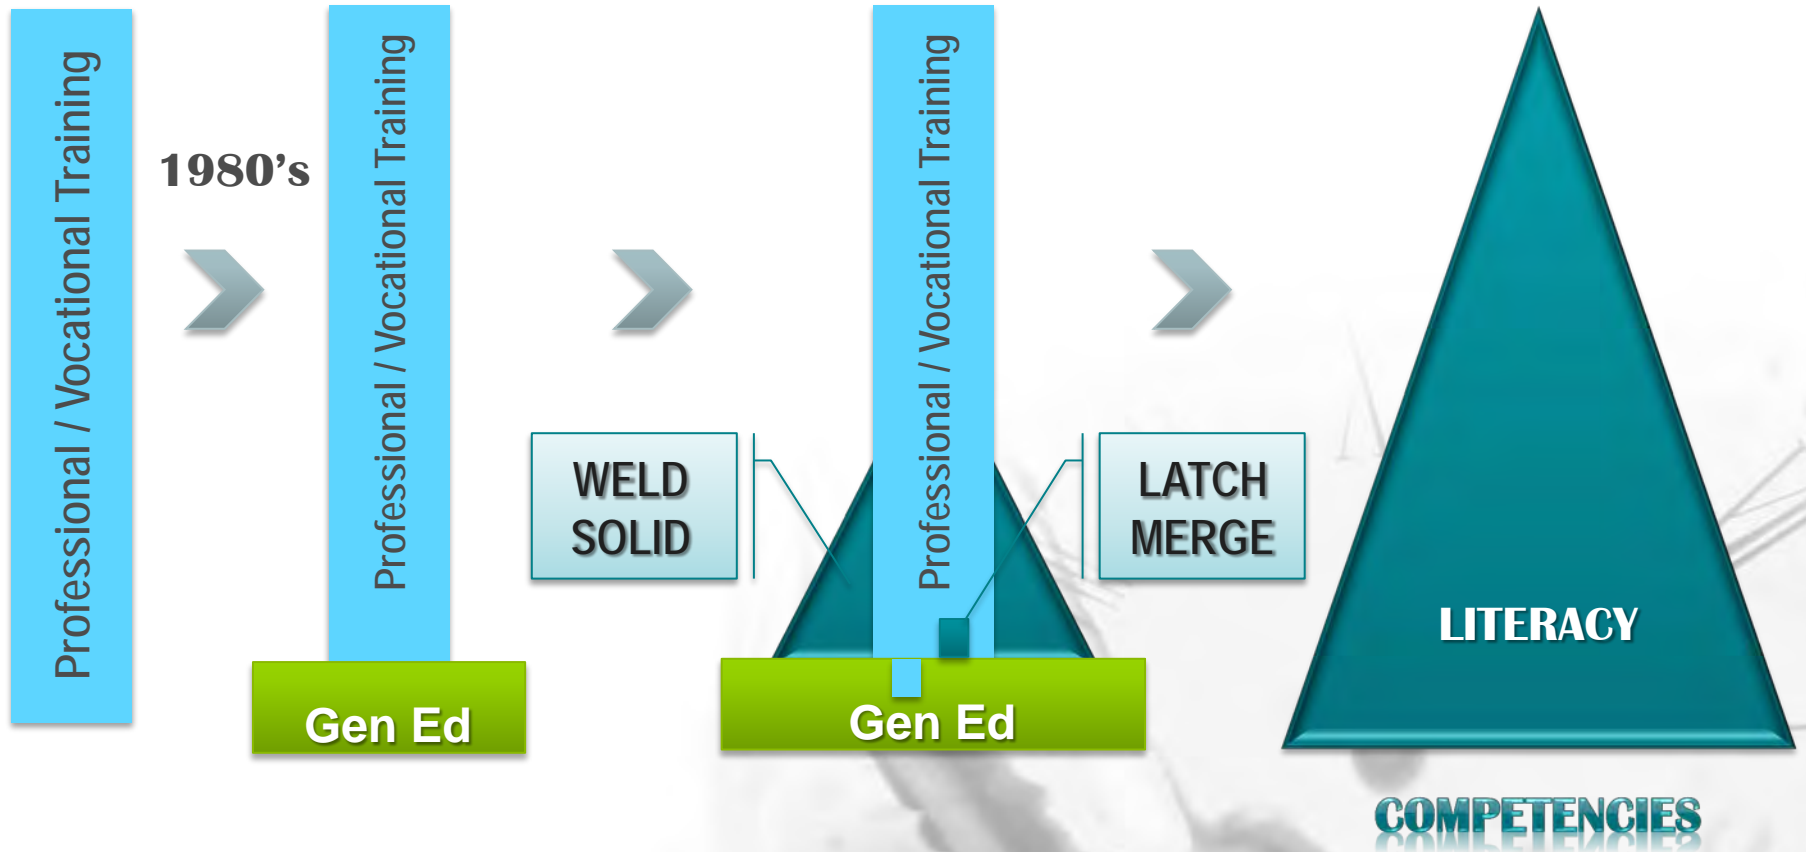 Professional / Vocational Training
1980's
Professional / Vocational Training
Gen Ed
WELD
SOLID
Professional / Vocational Training
LATCH
MERGE
Gen Ed
LITERACY
COMPETENCIES